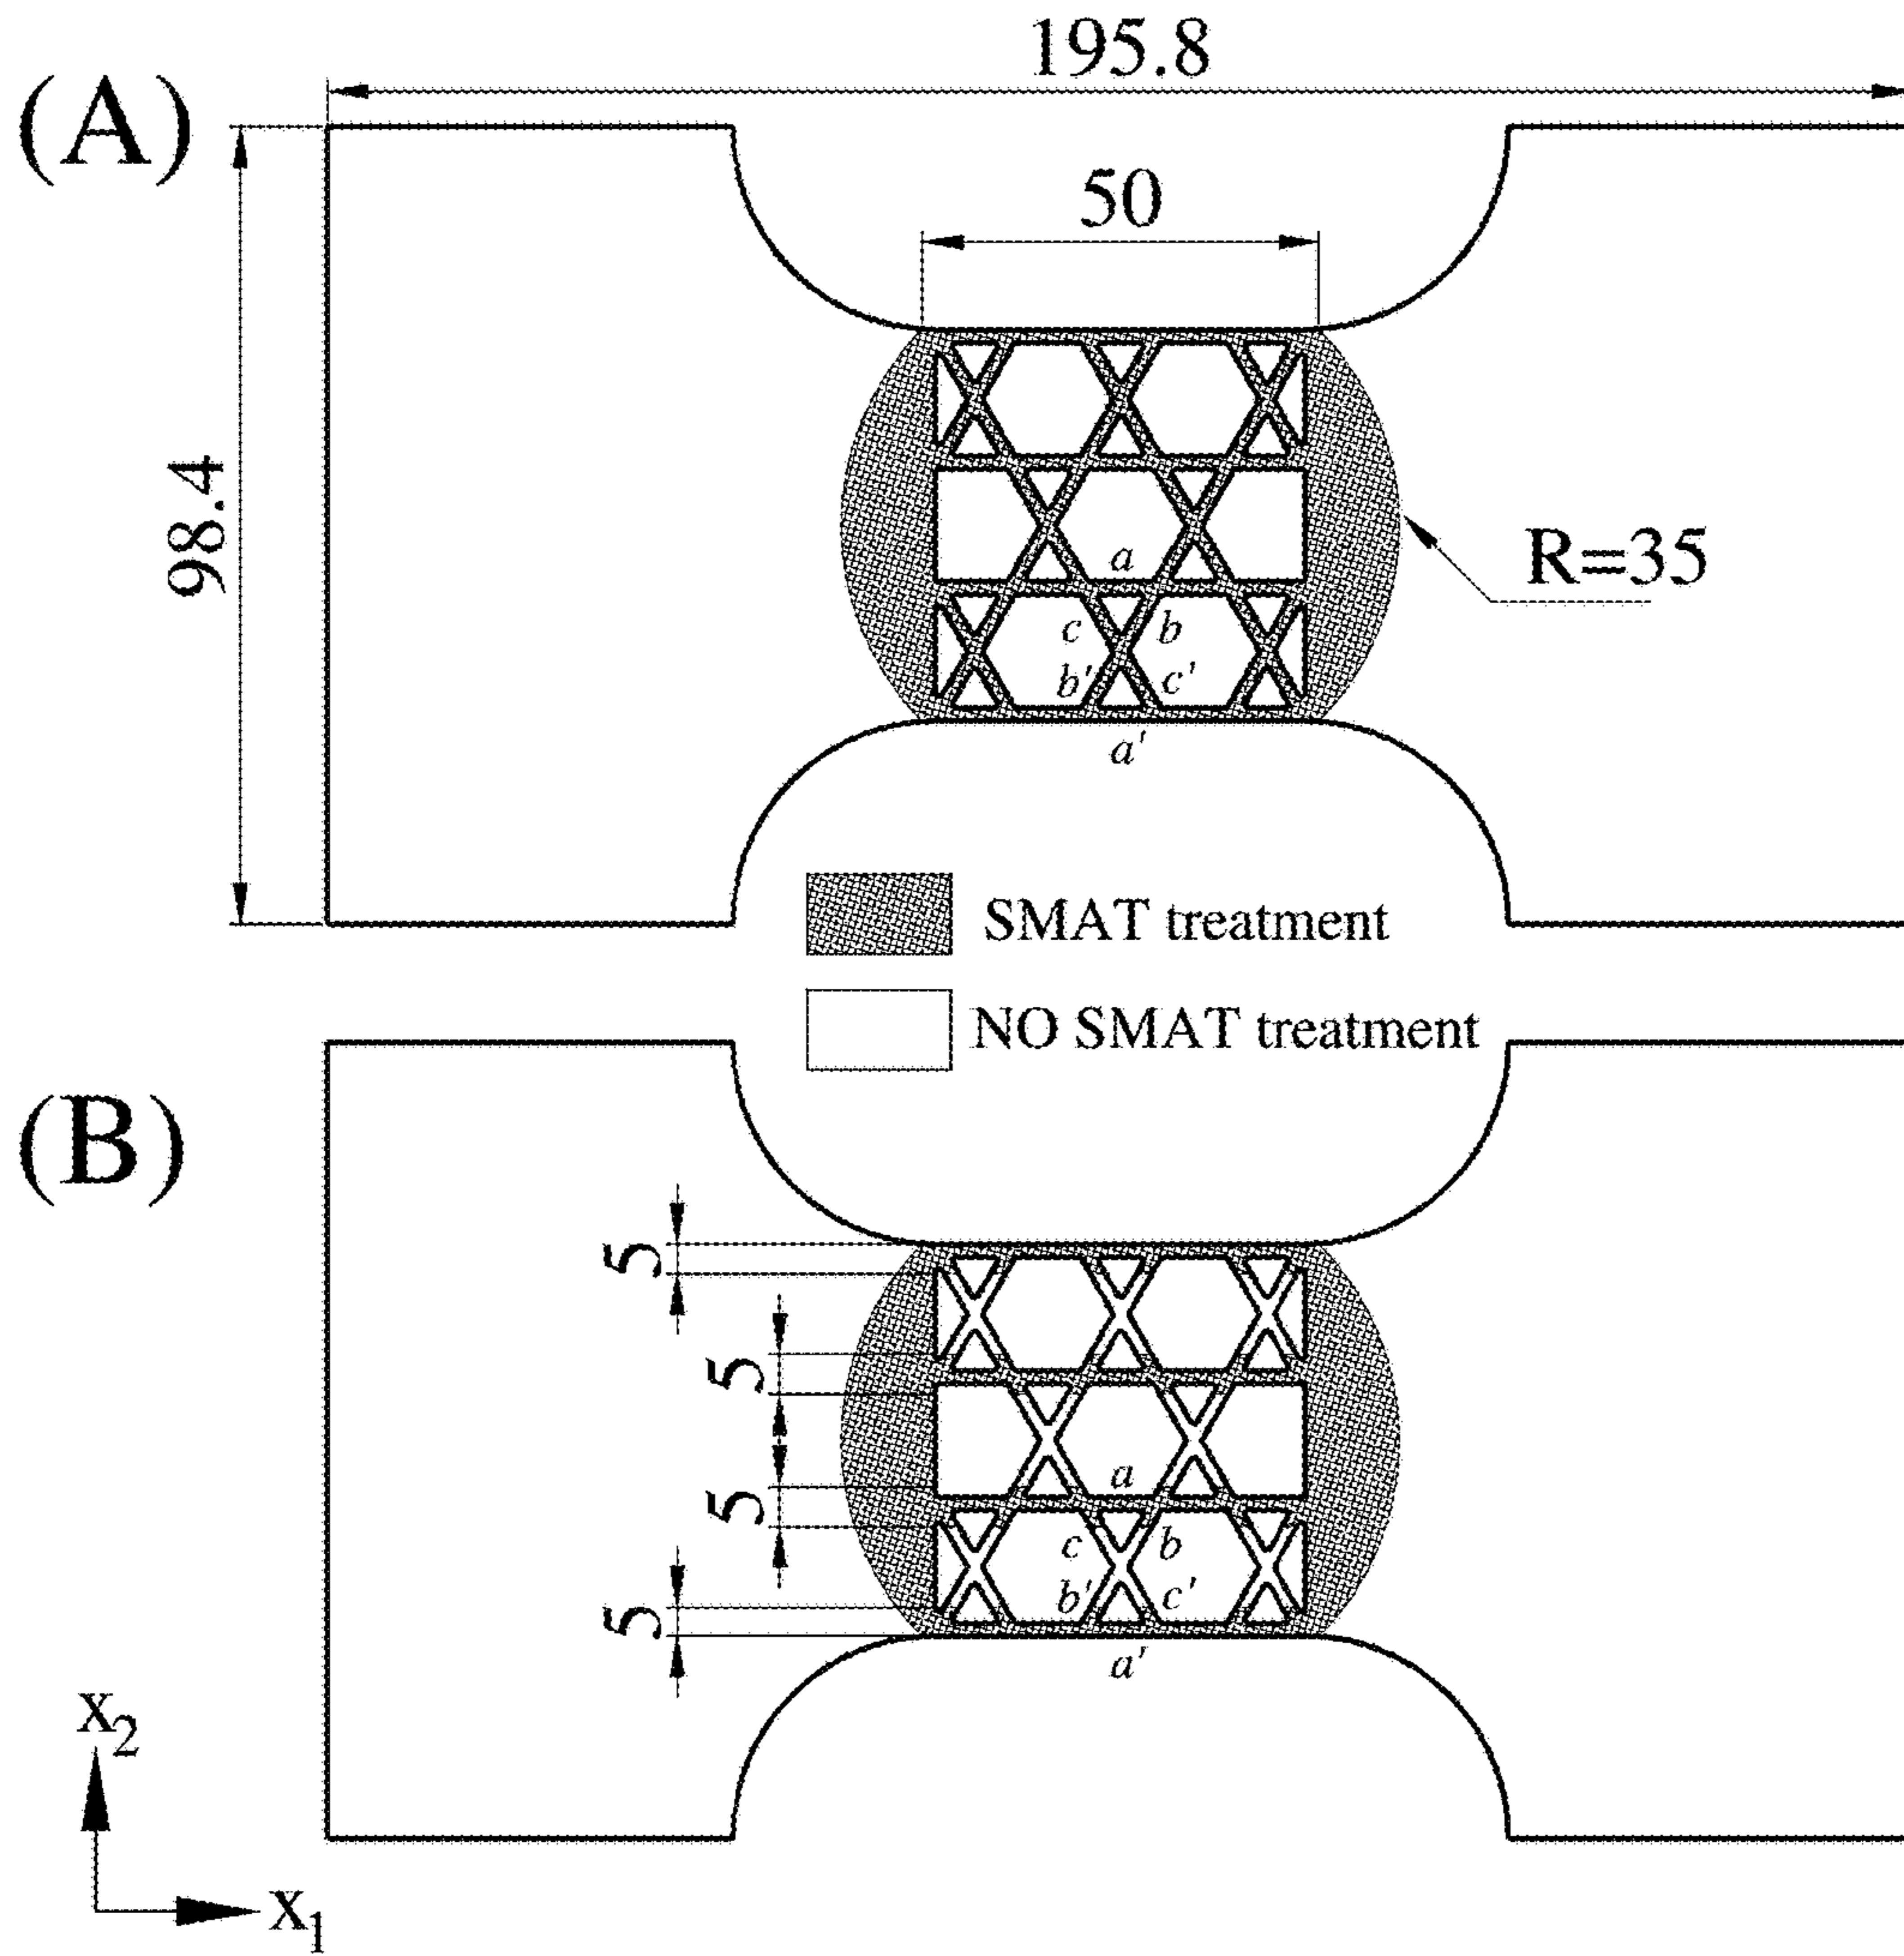 (A)
195.8
50
98.4
R=35
a
c b
b' c'
a'
SMAT treatment
NO SMAT treatment
(B)
5
5
5
5
a
c b
b' c'
a'
x2
x1